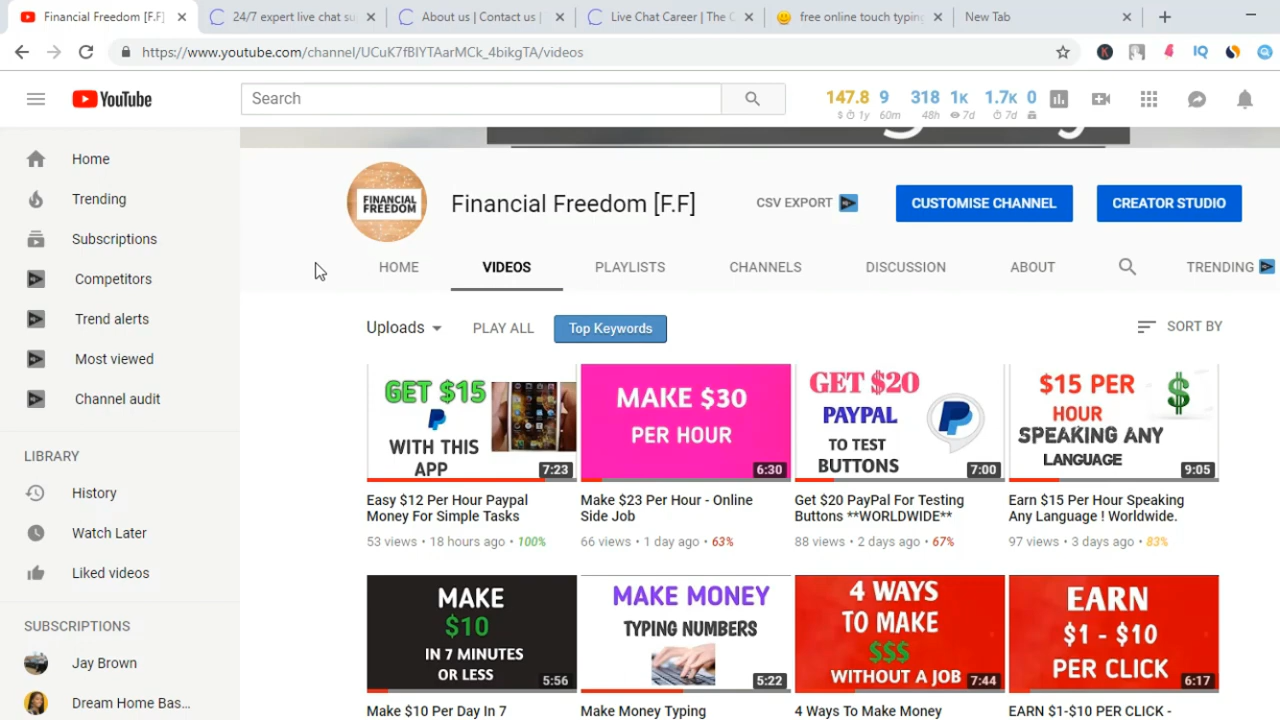 Financial Freedom [F.F]
24/7 expert live chat su
About us | Contact us |
Live Chat Career | The C
free online touch typing
New Tab
https://www.youtube.com/channel/UCuK7fBIYTAarMCk_4bikgTA/videos
YouTube
Search
147.8 9 318 1K 1.7K 0
$ 1y 60m 48h 7d 7d
FINANCIAL
FREEDOM
Financial Freedom [F.F]
CSV EXPORT
CUSTOMISE CHANNEL
CREATOR STUDIO
HOME VIDEOS PLAYLISTS CHANNELS DISCUSSION ABOUT TRENDING
Home
Trending
Subscriptions
Competitors
Trend alerts
Most viewed
Channel audit
LIBRARY
History
Watch Later
Liked videos
SUBSCRIPTIONS
Jay Brown
Dream Home Bas...
Uploads PLAY ALL Top Keywords SORT BY
GET $15
WITH THIS
APP
7:23
Easy $12 Per Hour Paypal
Money For Simple Tasks
53 views • 18 hours ago • 100%
MAKE $30
PER HOUR
6:30
Make $23 Per Hour - Online
Side Job
66 views • 1 day ago • 63%
GET $20
PAYPAL
TO TEST
BUTTONS
7:00
Get $20 PayPal For Testing
Buttons **WORLDWIDE**
88 views • 2 days ago • 67%
$15 PER
HOUR
SPEAKING ANY
LANGUAGE
9:05
Earn $15 Per Hour Speaking
Any Language ! Worldwide.
97 views • 3 days ago • 83%
MAKE
$10
IN 7 MINUTES
OR LESS
5:56
Make $10 Per Day In 7
MAKE MONEY
TYPING NUMBERS
5:22
Make Money Typing
4 WAYS
TO MAKE
$$$
WITHOUT A JOB
7:44
4 Ways To Make Money
EARN
$1 - $10
PER CLICK
6:17
EARN $1-$10 PER CLICK -